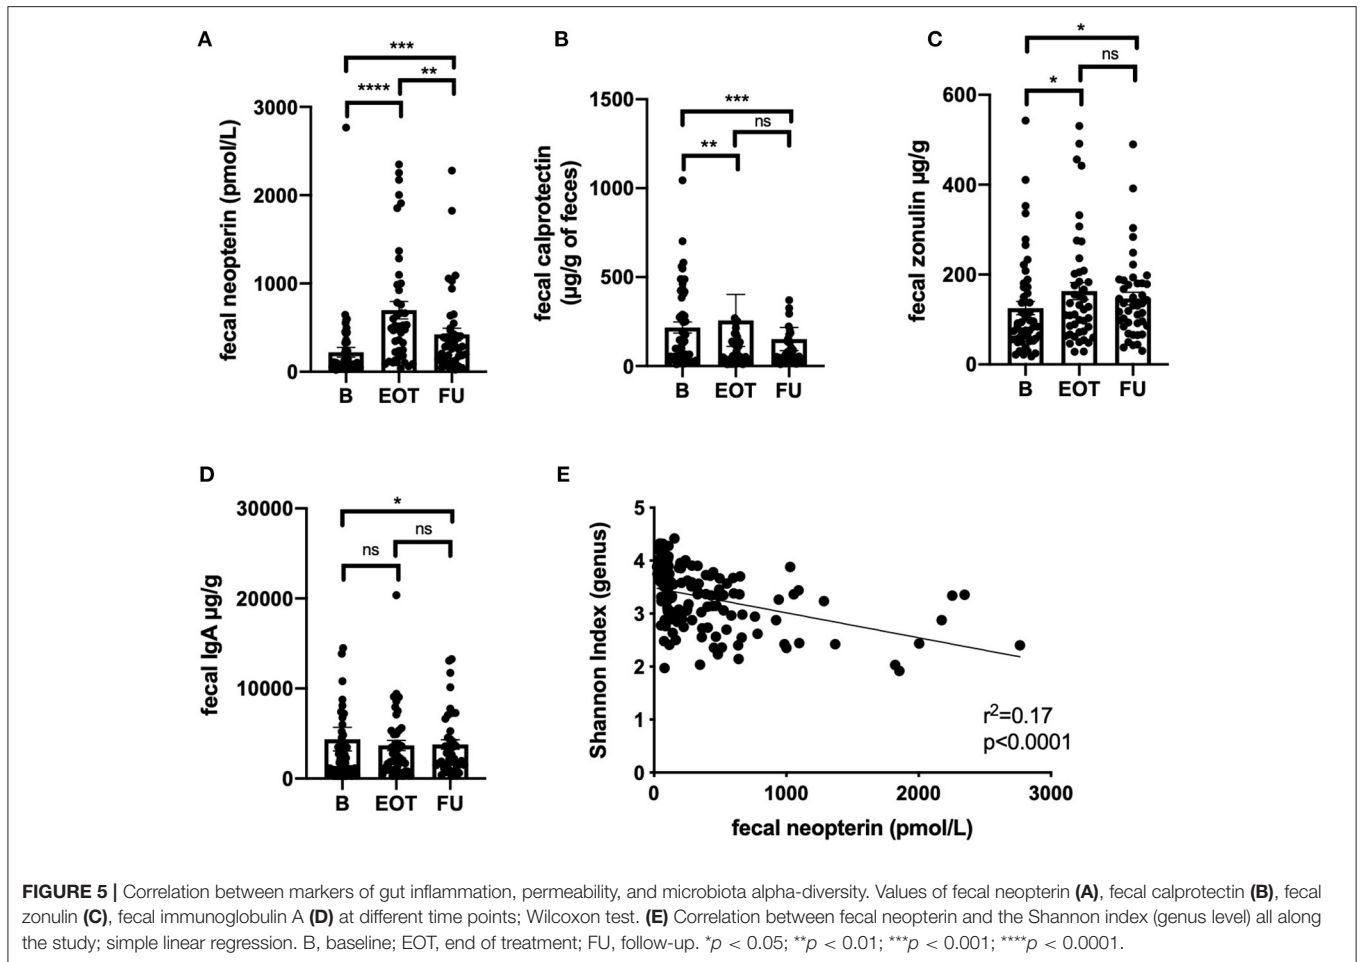 A
***
**
****
3000
2000
1000
0
fecal neopterin (pmol/L)
B EOT FU
B
***
ns
**
1500
1000
500
0
fecal calprotectin
(µg/g of feces)
B EOT FU
C
*
ns
*
600
400
200
0
fecal zonulin µg/g
B EOT FU
D
*
ns
ns
30000
20000
10000
0
fecal IgA µg/g
B EOT FU
E
5
4
3
2
1
0
Shannon Index (genus)
r²=0.17
p<0.0001
0 1000 2000 3000
fecal neopterin (pmol/L)
FIGURE 5 | Correlation between markers of gut inflammation, permeability, and microbiota alpha-diversity. Values of fecal neopterin (A), fecal calprotectin (B), fecal
zonulin (C), fecal immunoglobulin A (D) at different time points; Wilcoxon test. (E) Correlation between fecal neopterin and the Shannon index (genus level) all along
the study; simple linear regression. B, baseline; EOT, end of treatment; FU, follow-up. *p < 0.05; **p < 0.01; ***p < 0.001; ****p < 0.0001.